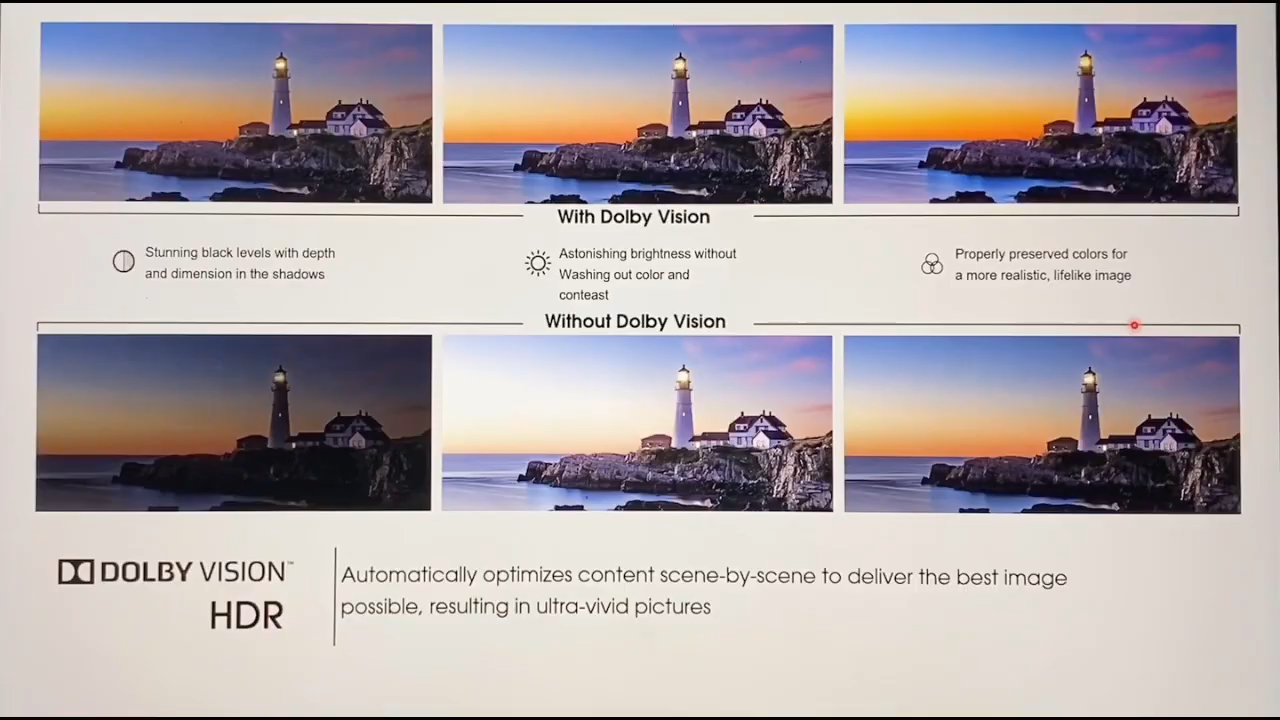 With Dolby Vision
Stunning black levels with depth
and dimension in the shadows
Astonishing brightness without
Washing out color and
conteast
Properly preserved colors for
a more realistic, lifelike image
Without Dolby Vision
DOLBY VISION™
HDR
Automatically optimizes content scene-by-scene to deliver the best image
possible, resulting in ultra-vivid pictures